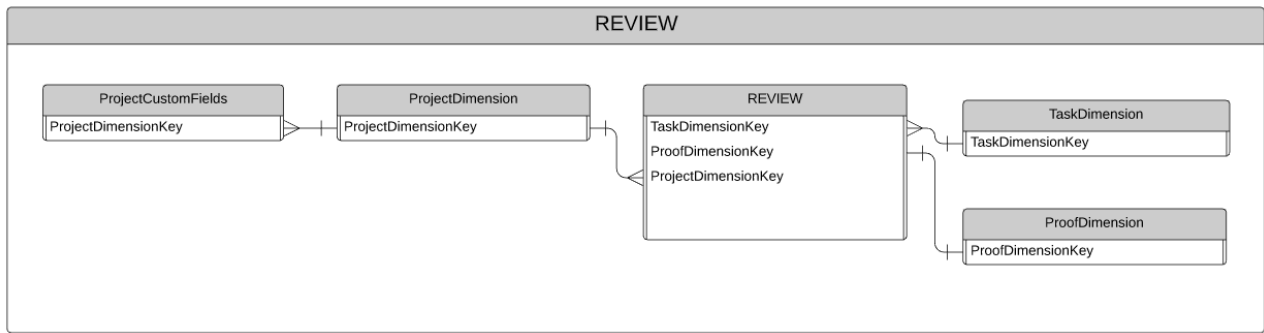 REVIEW
ProjectCustomFields
ProjectDimensionKey
ProjectDimension
ProjectDimensionKey
REVIEW
TaskDimensionKey
ProofDimensionKey
ProjectDimensionKey
TaskDimension
TaskDimensionKey
ProofDimension
ProofDimensionKey